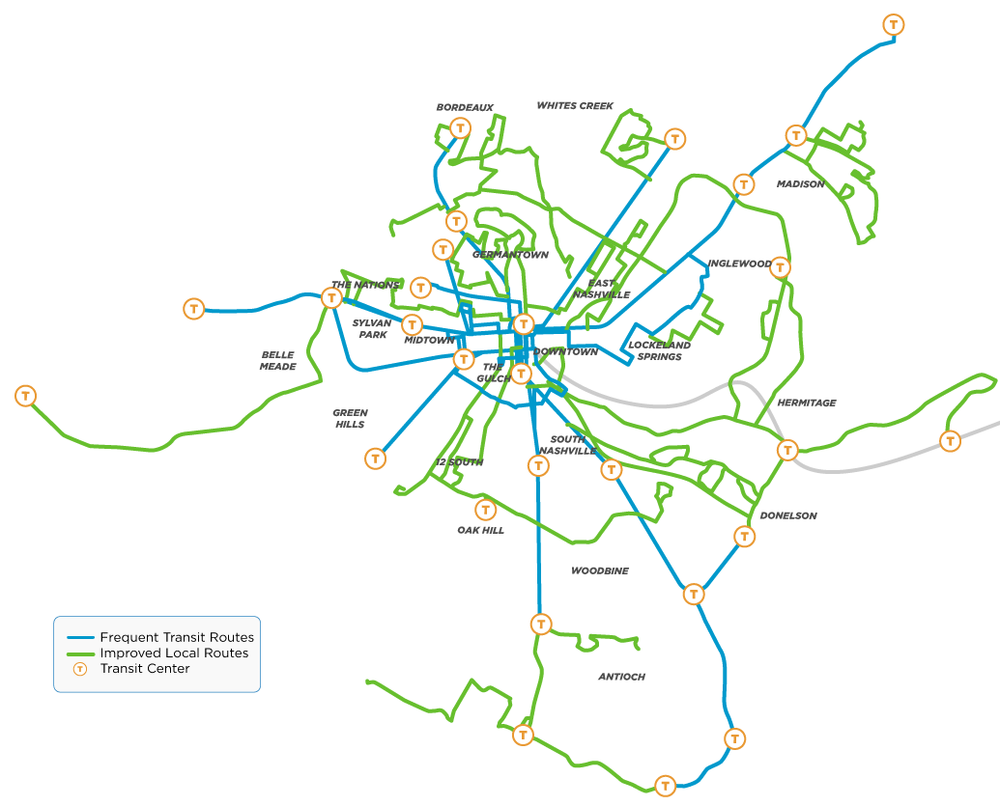 T
BORDEAUX
WHITES CREEK
T
T
T
T
MADISON
T
T
GERMANTOWN
T
INGLEWOOD
T
THE NATIONS
T
EAST
NASHVILLE
T
T
SYLVAN
PARK
T
T
MIDTOWN
DOWNTOWN
LOCKELAND
SPRINGS
BELLE
MEADE
T
THE
GULCH
T
T
HERMITAGE
GREEN
HILLS
T
SOUTH
NASHVILLE
T
T
T
12 SOUTH
T
T
T
OAK HILL
DONELSON
T
WOODBINE
T
T
ANTIOCH
T
T
T
Frequent Transit Routes
Improved Local Routes
T Transit Center